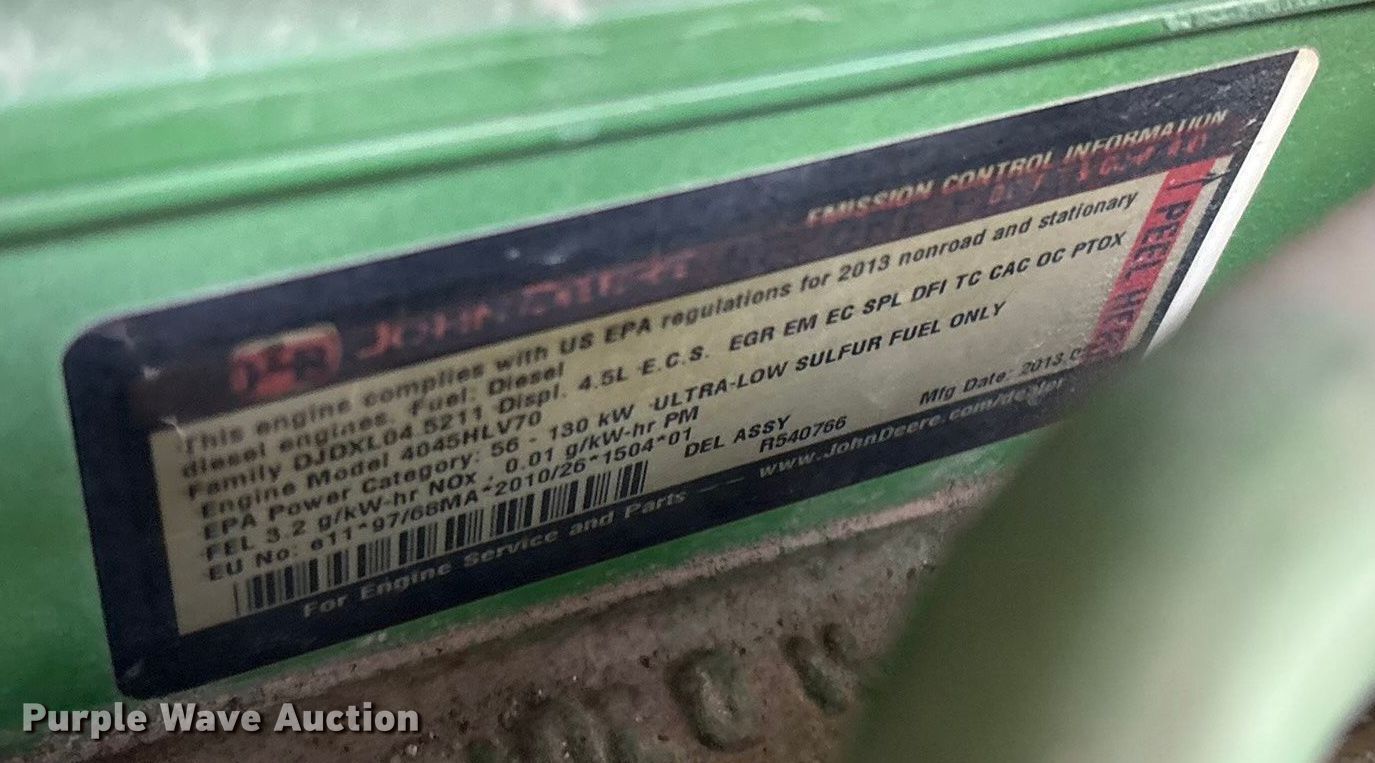 JOHN DEERE
EMISSION CONTROL INFORMATION
This engine complies with US EPA regulations for 2013 nonroad and stationary
diesel engines. Fuel: Diesel
Family DJDXL04.5211 Displ. 4.5L E.C.S. EGR EM EC SPL DFI TC CAC OC PTOX
Engine Model 4045HLV70
EPA Power Category: 56 - 130 kW ULTRA-LOW SULFUR FUEL ONLY
FEL 3.2 g/kW-hr NOx, 0.01 g/kW-hr PM
EU No: e11*97/68MA*2010/26*1504*01
DEL ASSY
R540766
Mfg Date: 2013
PEEL HERE
For Engine Service and Parts -- www.JohnDeere.com/dealer
Purple Wave Auction